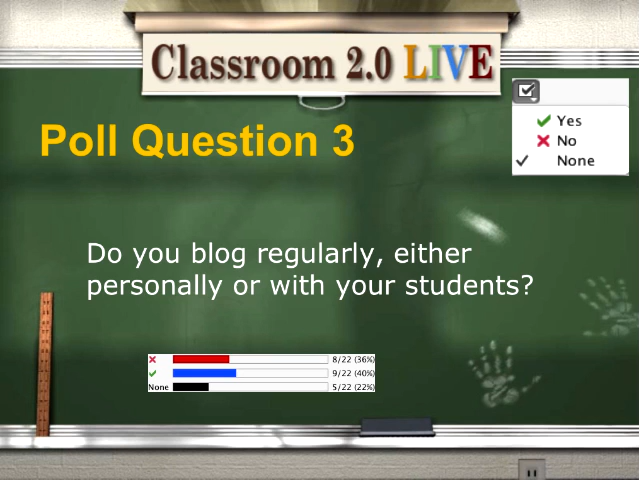 Classroom 2.0 LIVE
Yes
No
None
Poll Question 3
Do you blog regularly, either
personally or with your students?
8/22 (36%)
9/22 (40%)
None 5/22 (22%)